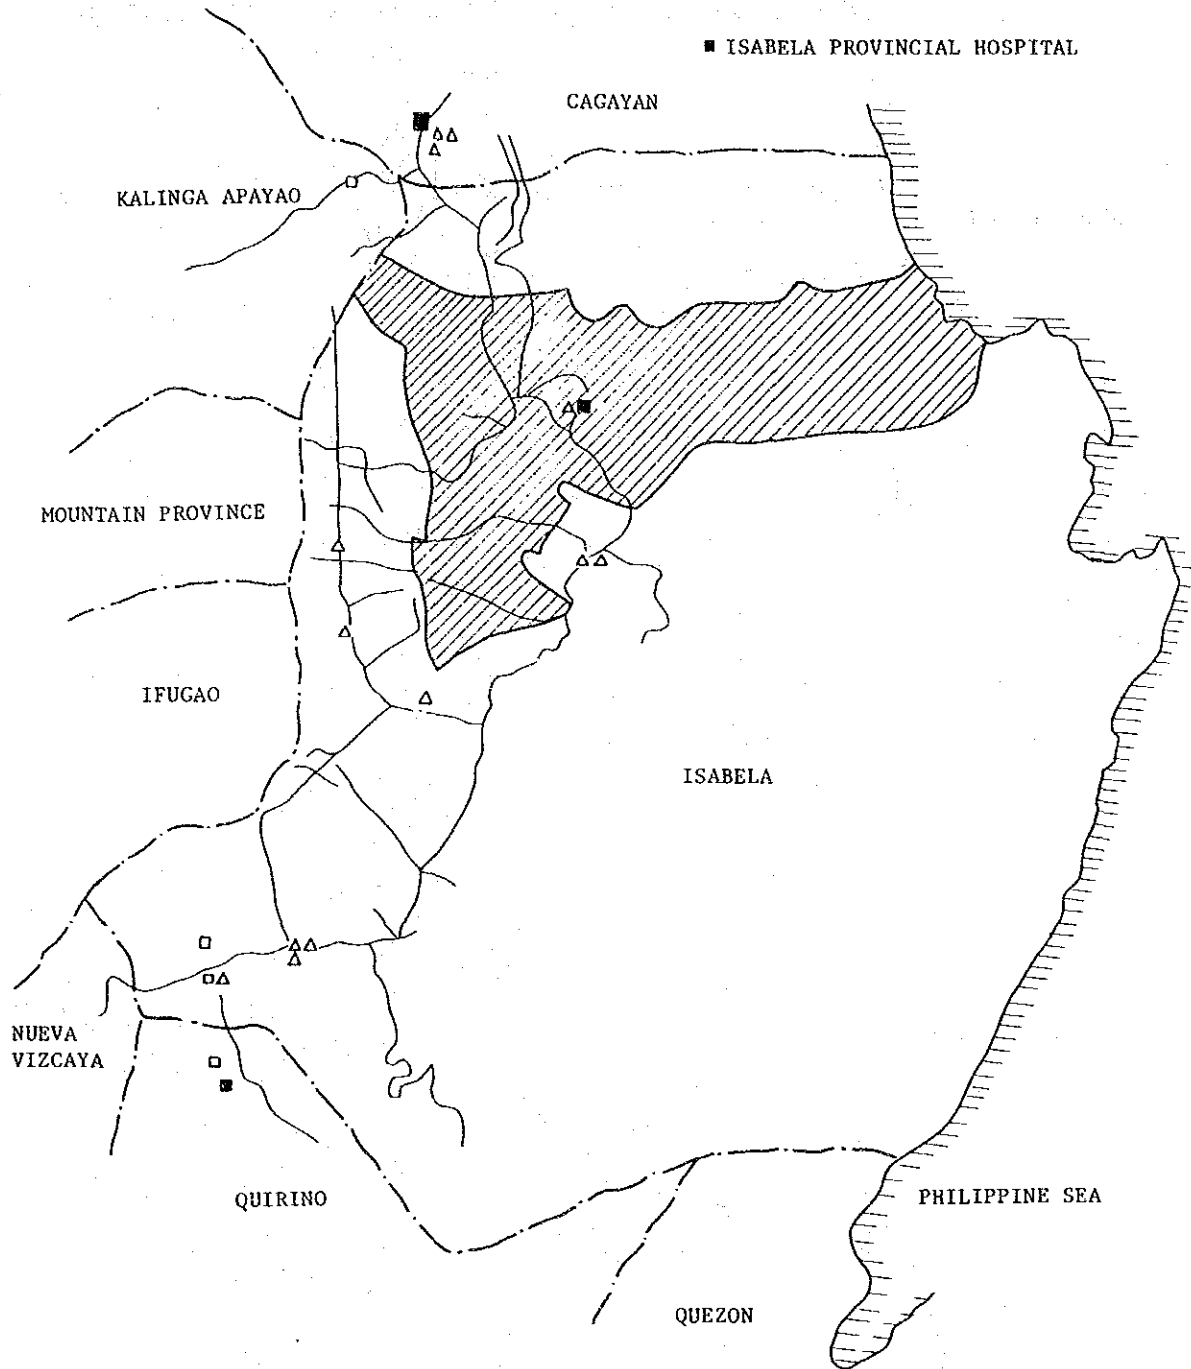 ■ ISABELA PROVINCIAL HOSPITAL
CAGAYAN
KALINGA APAYAO
MOUNTAIN PROVINCE
IFUGAO
ISABELA
NUEVA
VIZCAYA
QUIRINO
PHILIPPINE SEA
QUEZON